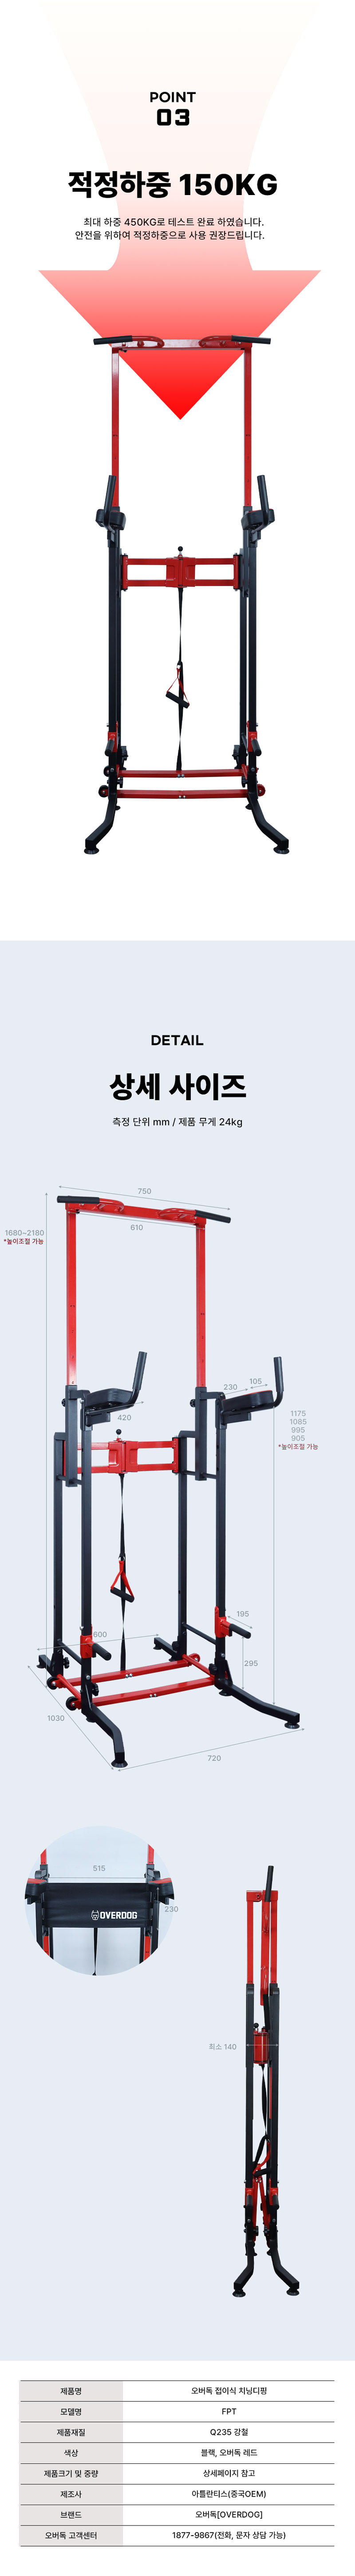 POINT
03
적정하중 150KG
최대 하중 450KG로 테스트 완료 하였습니다.
안전을 위하여 적정하중으로 사용 권장드립니다.
DETAIL
상세 사이즈
측정 단위 mm / 제품 무게 24kg
750
610
1680~2180
*높이조절 가능
230
105
420
1175
1085
995
905
*높이조절 가능
195
600
295
1030
720
515
OVERDOG
230
최소 140
제품명 오버독 접이식 치닝디핑
모델명 FPT
제품재질 Q235 강철
색상 블랙, 오버독 레드
제품크기 및 중량 상세페이지 참고
제조사 아틀란티스(중국OEM)
브랜드 오버독[OVERDOG]
오버독 고객센터 1877-9867(전화, 문자 상담 가능)